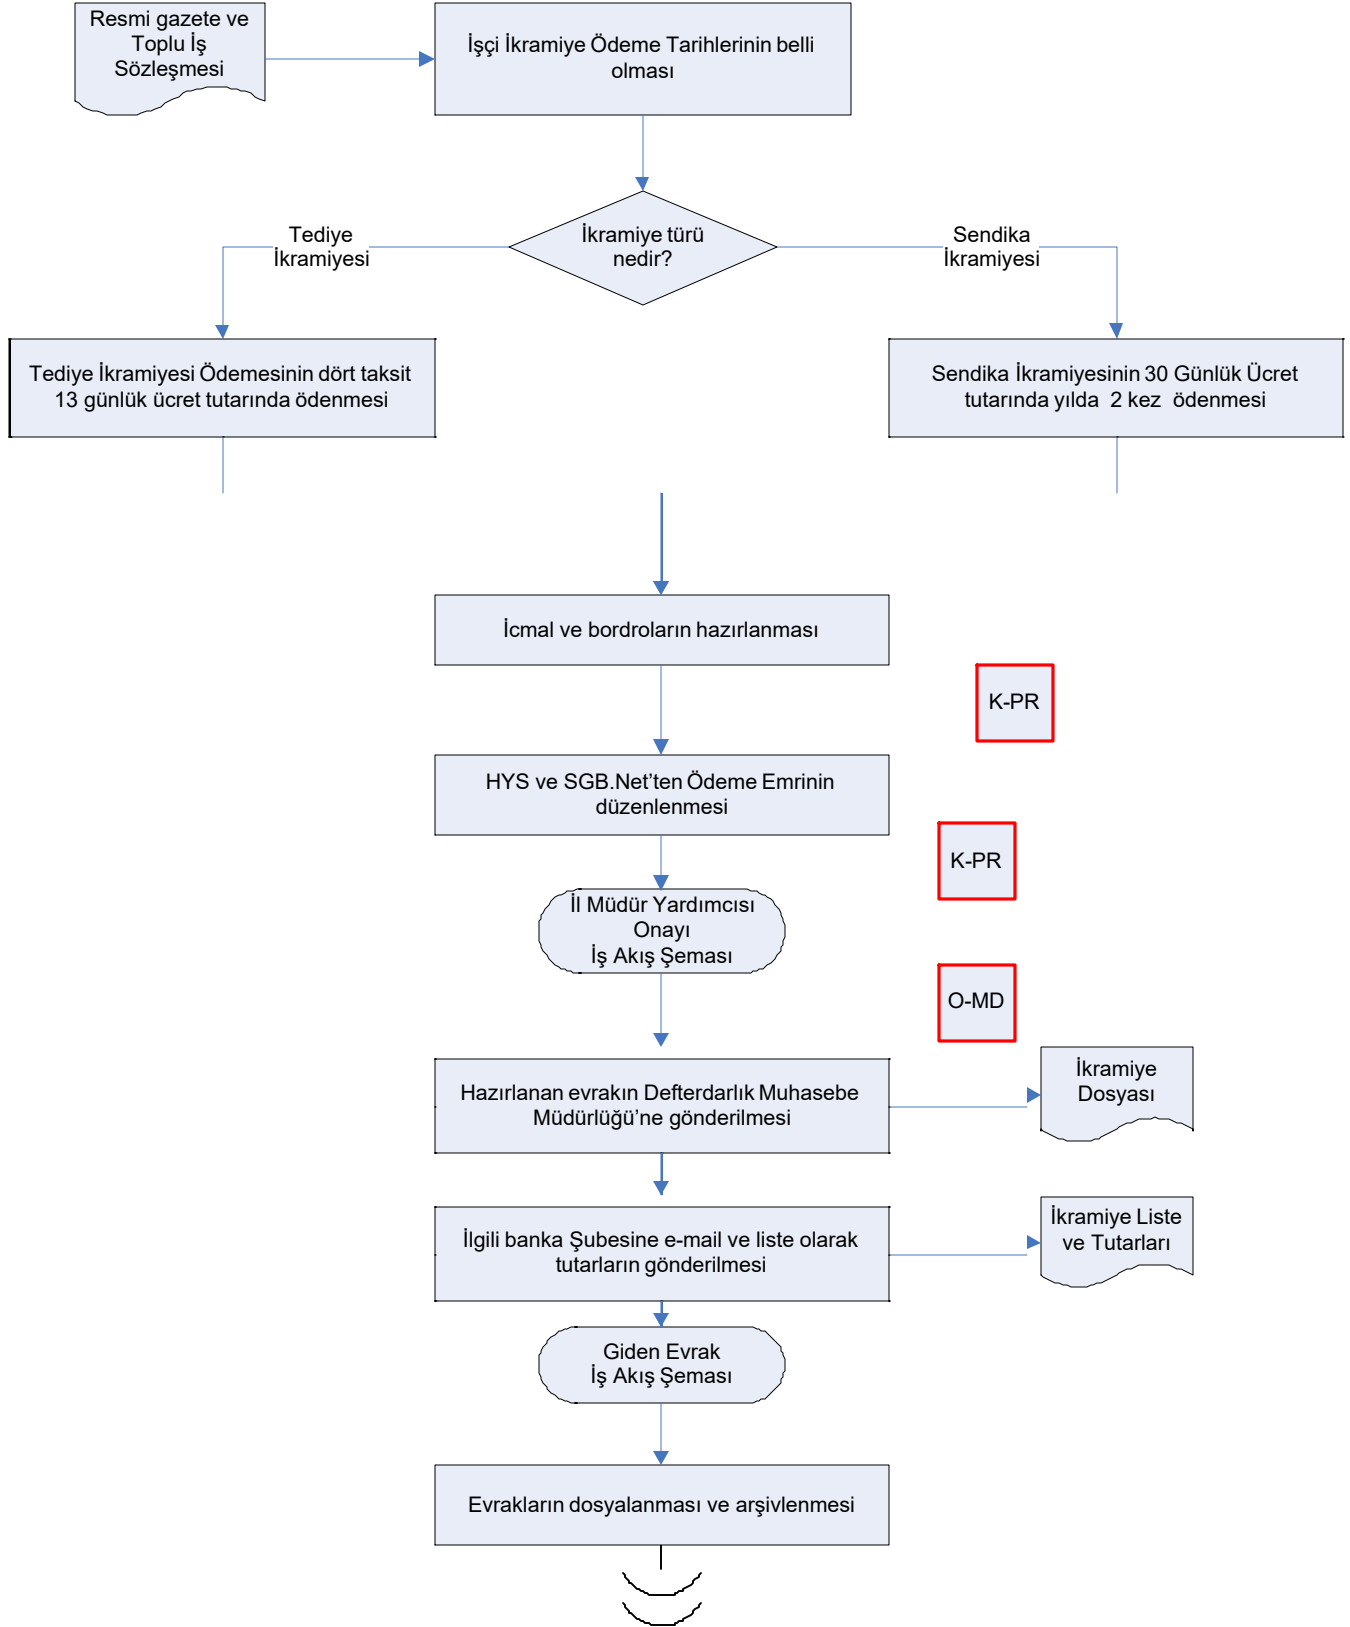 Resmi gazete ve
Toplu İş
Sözleşmesi
İşçi İkramiye Ödeme Tarihlerinin belli
olması
İkramiye türü
nedir?
Tediye
İkramiyesi
Sendika
İkramiyesi
Tediye İkramiyesi Ödemesinin dört taksit
13 günlük ücret tutarında ödenmesi
Sendika İkramiyesinin 30 Günlük Ücret
tutarında yılda 2 kez ödenmesi
İcmal ve bordroların hazırlanması
K-PR
HYS ve SGB.Net’ten Ödeme Emrinin
düzenlenmesi
K-PR
İl Müdür Yardımcısı
Onayı
İş Akış Şeması
O-MD
Hazırlanan evrakın Defterdarlık Muhasebe
Müdürlüğü’ne gönderilmesi
İkramiye
Dosyası
İlgili banka Şubesine e-mail ve liste olarak
tutarların gönderilmesi
İkramiye Liste
ve Tutarları
Giden Evrak
İş Akış Şeması
Evrakların dosyalanması ve arşivlenmesi